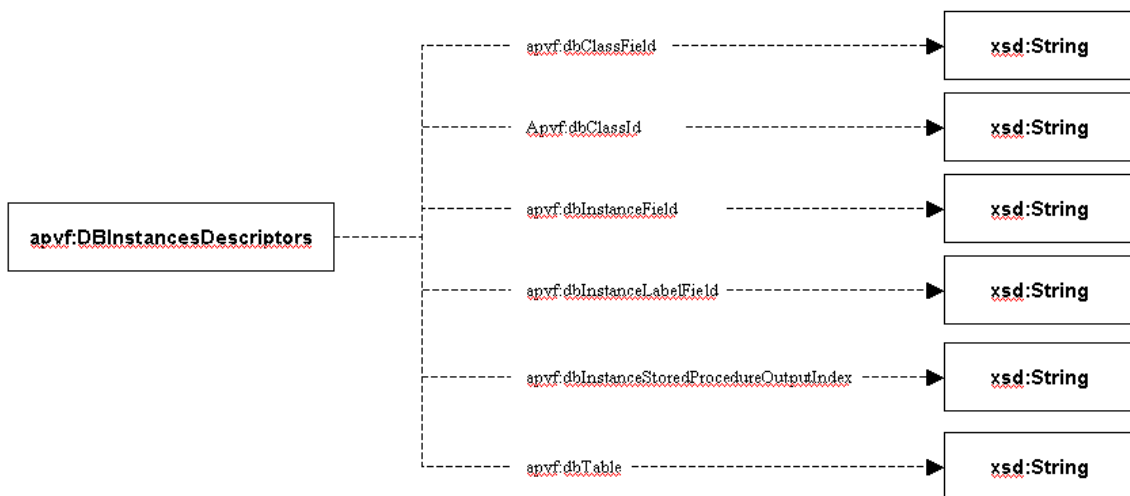 apvf:dbClassField xsd:String
Apvf:dbClassId xsd:String
apvf:dbInstanceField xsd:String
apvf:DBInstancesDescriptors
apvf:dbInstanceLabelField xsd:String
apvf:dbInstanceStoredProcedureOutputIndex xsd:String
apvf:dbTable xsd:String